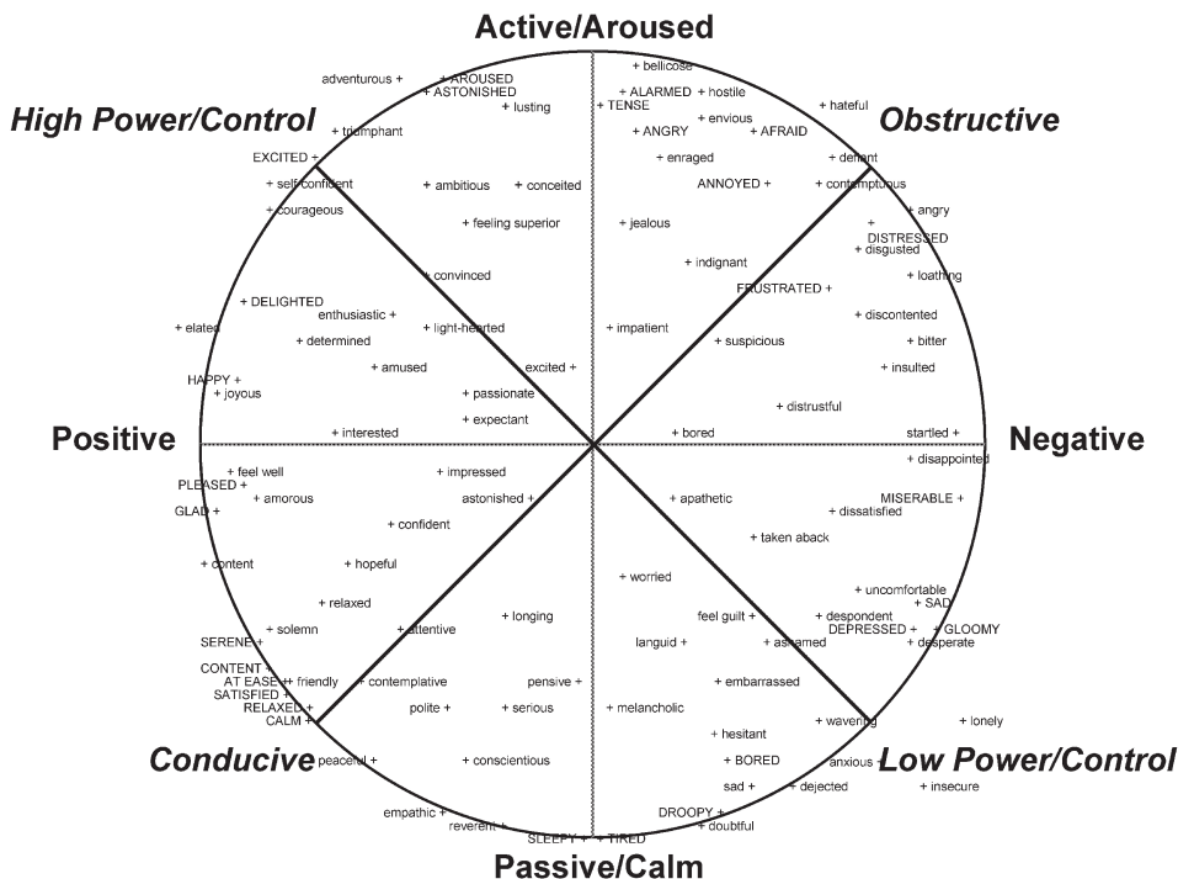 Active/Aroused
+ bellicose
adventurous +
+ AROUSED
+ ASTONISHED
+ ALARMED
+ hostile
+ lusting
+ TENSE
+ hateful
High Power/Control
Obstructive
+ envious
+ triumphant
+ ANGRY
+ AFRAID
EXCITED +
+ enraged
+ defiant
+ self-confident
+ ambitious
+ conceited
ANNOYED +
+ contemptuous
+ courageous
+ angry
+ feeling superior
+ jealous
+
DISTRESSED
+ disgusted
+ indignant
+ convinced
+ loathing
FRUSTRATED +
+ DELIGHTED
enthusiastic +
+ discontented
+ elated
+ light-hearted
+ impatient
+ determined
+ suspicious
+ bitter
+ amused
excited +
+ insulted
HAPPY +
+ joyous
+ passionate
+ distrustful
+ expectant
+ interested
+ bored
startled +
Positive
Negative
+ disappointed
+ feel well
+ impressed
PLEASED +
+ amorous
astonished +
+ apathetic
MISERABLE +
GLAD +
+ dissatisfied
+ confident
+ taken aback
+ content
+ hopeful
+ worried
+ uncomfortable
+ relaxed
+ SAD
+ longing
feel guilt +
+ despondent
+ solemn
+ attentive
DEPRESSED +
+ GLOOMY
SERENE +
languid +
+ ashamed
+ desperate
CONTENT +
AT EASE +
+ friendly
+ contemplative
pensive +
+ embarrassed
SATISFIED +
RELAXED +
polite +
+ serious
+ melancholic
CALM +
+ wavering
+ lonely
+ hesitant
Conducive
peaceful +
+ conscientious
+ BORED
anxious +
Low Power/Control
sad +
+ dejected
+ insecure
empathic +
DROOPY +
reverent +
+ doubtful
SLEEPY +
+ TIRED
Passive/Calm